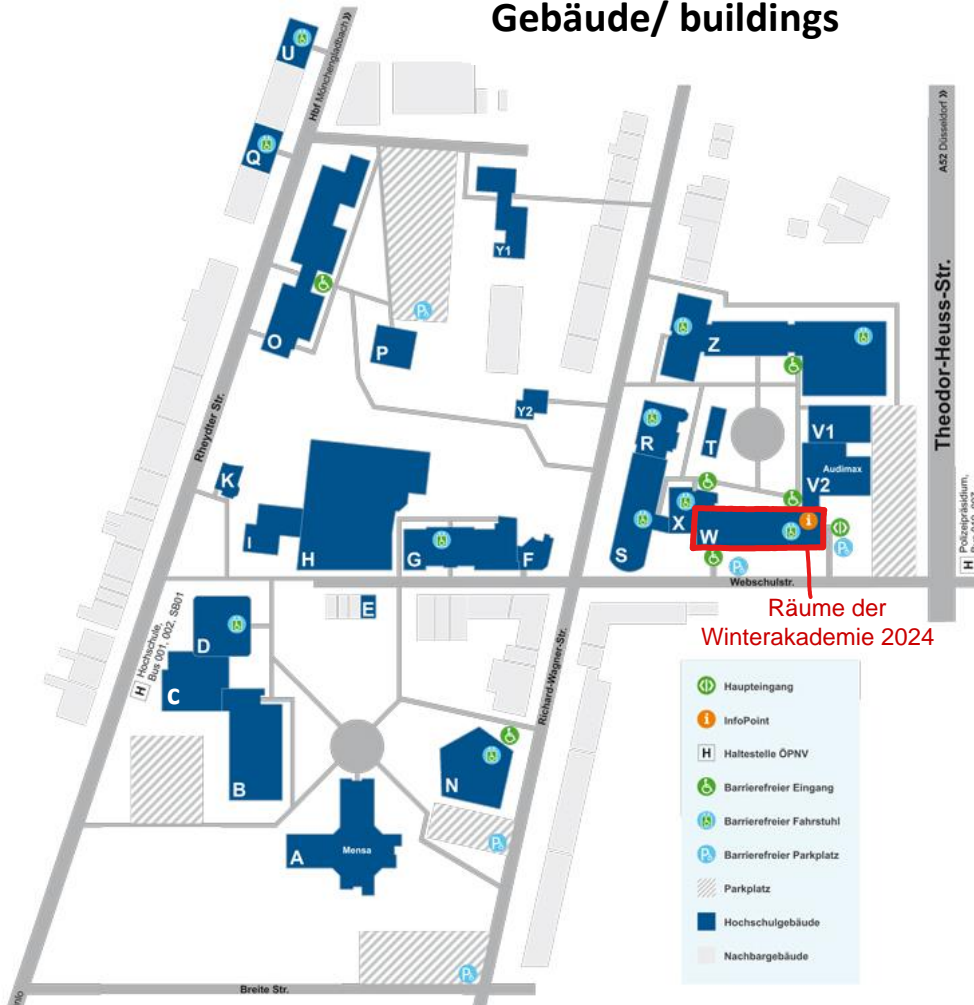 Gebäude/ buildings
Hbf Mönchengladbach »
A52 Düsseldorf »
U
Q
Y1
O
P
Z
Theodor-Heuss-Str.
Rheydter Str.
Y2
R
T
V1
Audimax
V2
K
I
H
G
F
S
X
W
H Polizeipräsidium,
Webschulstr.
Räume der
Winterakademie 2024
E
H Hochschule,
Bus 001, 002, SB01
D
C
B
Richard-Wagner-Str.
N
A
Mensa
Breite Str.
Haupteingang
InfoPoint
H Haltestelle ÖPNV
Barrierefreier Eingang
Barrierefreier Fahrstuhl
Barrierefreier Parkplatz
Parkplatz
Hochschulgebäude
Nachbargebäude